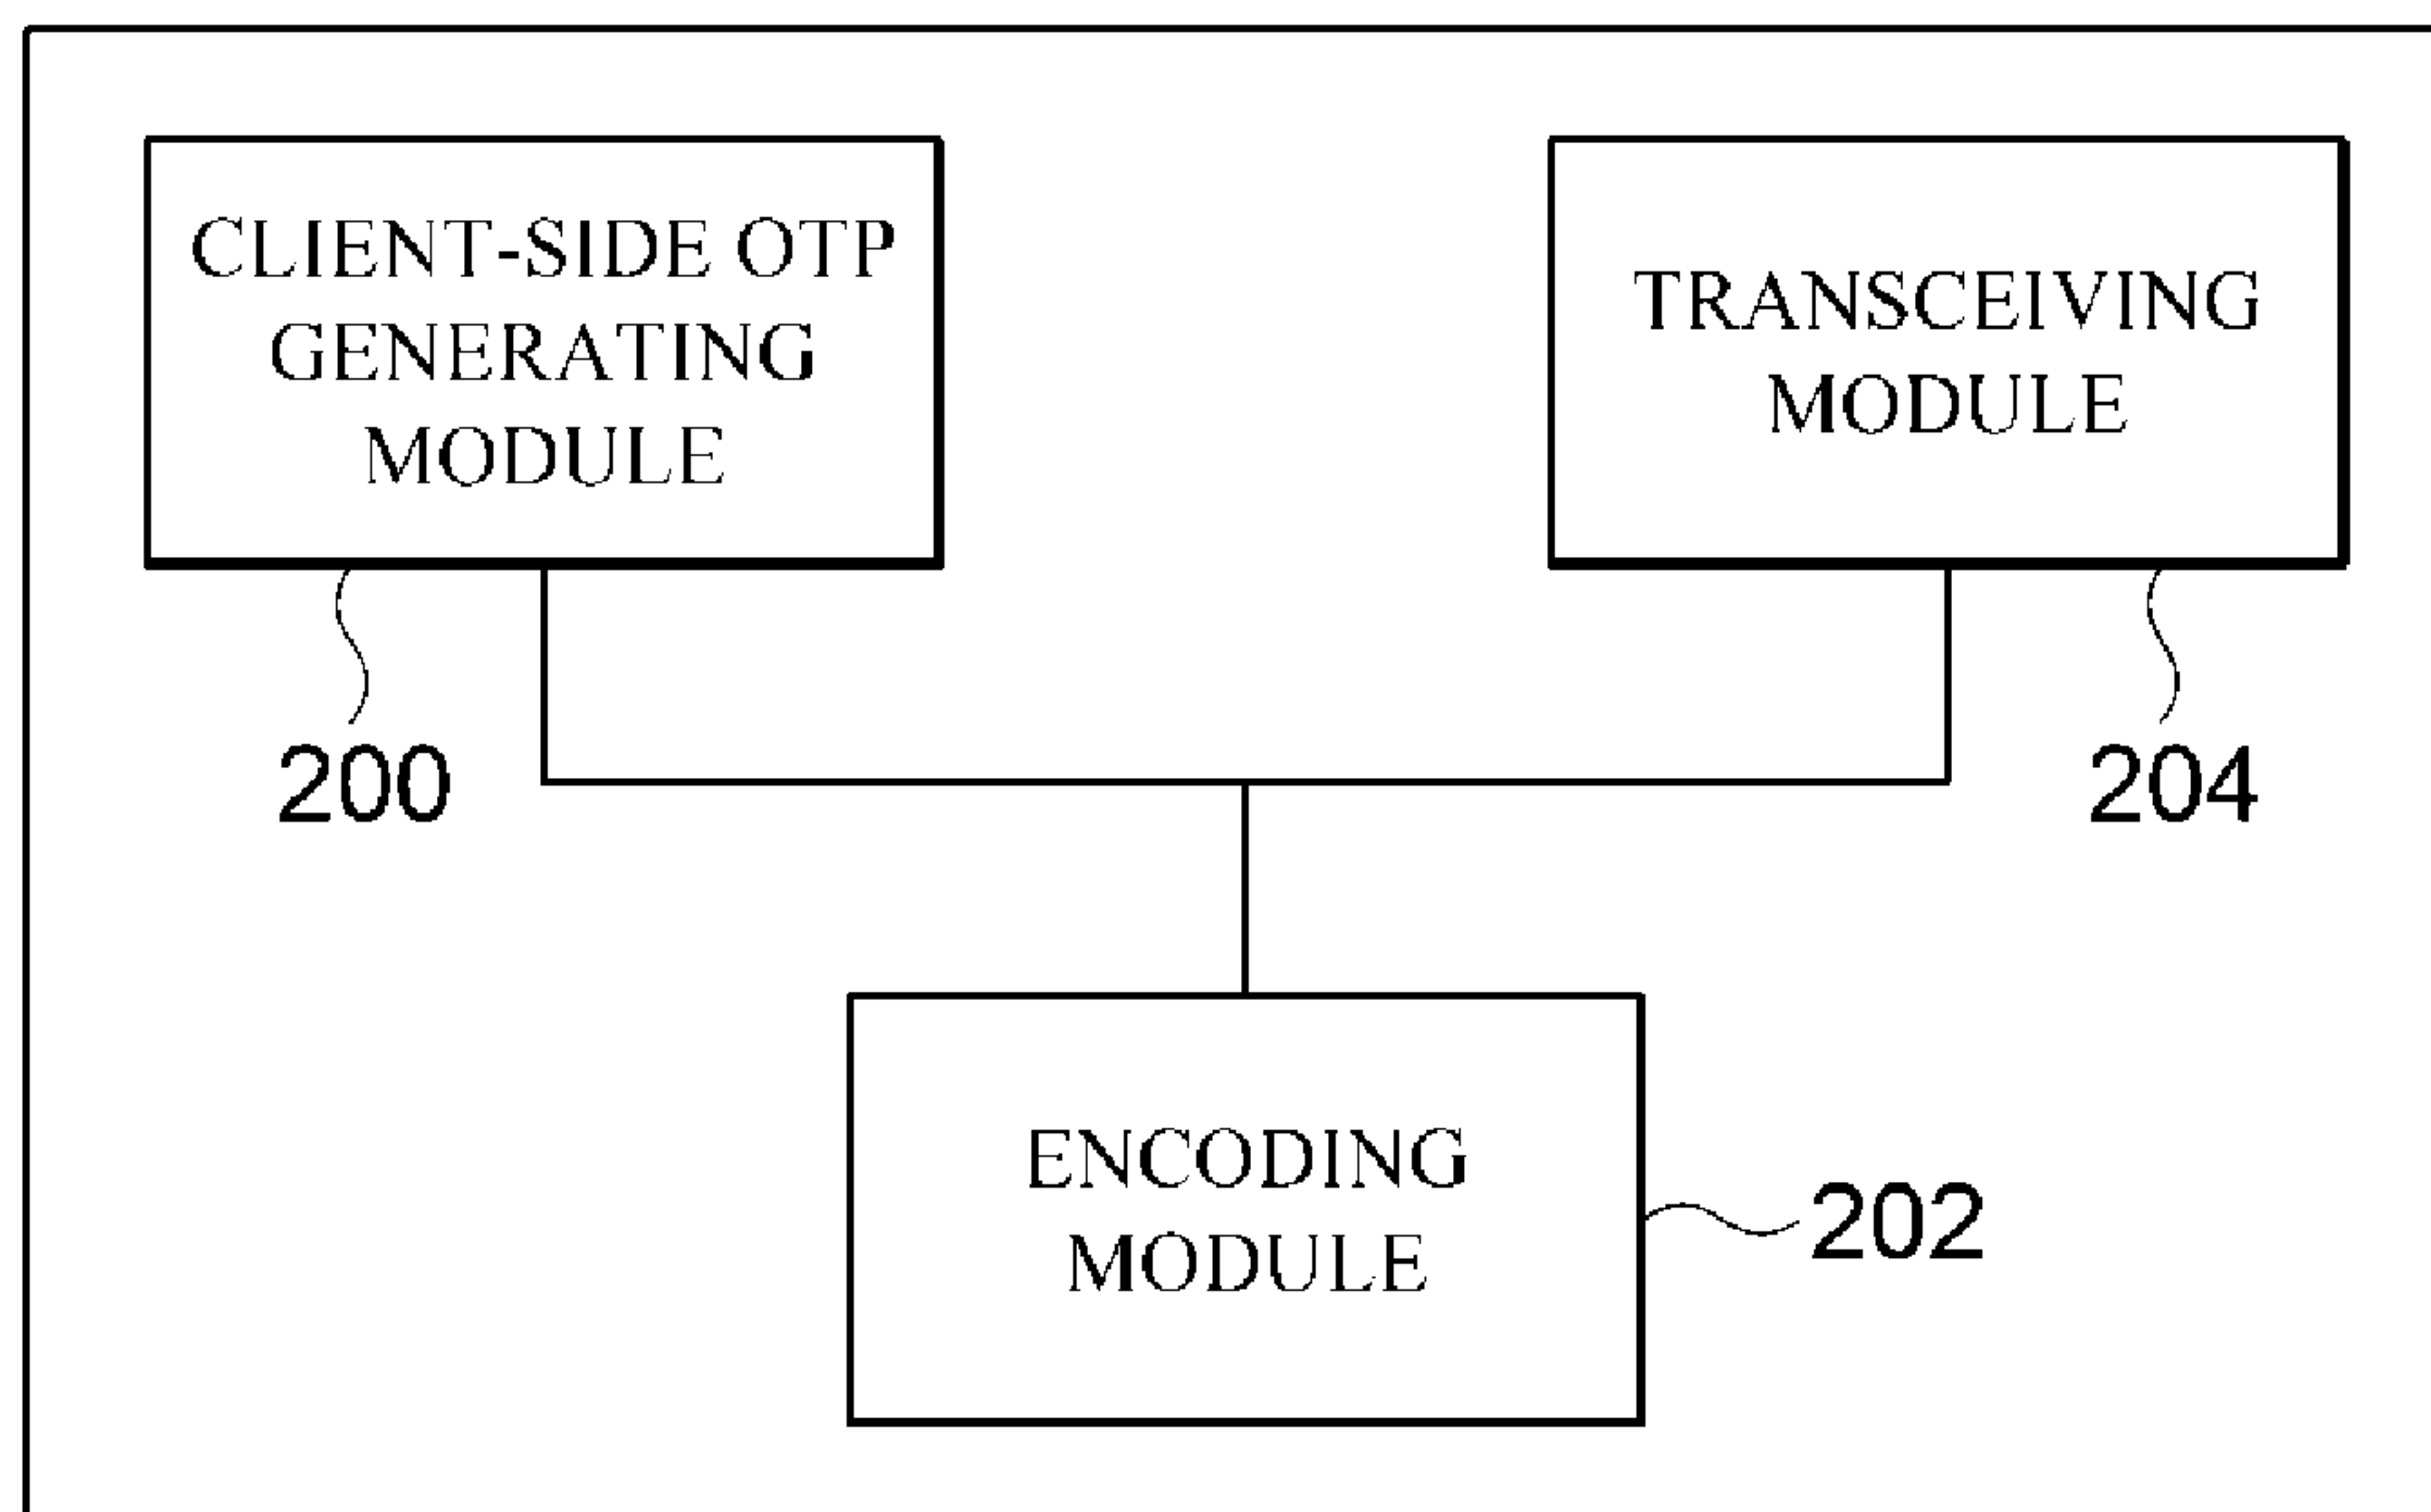 CLIENT-SIDE OTP
GENERATING
MODULE
TRANSCEIVING
MODULE
200
204
ENCODING
MODULE
202